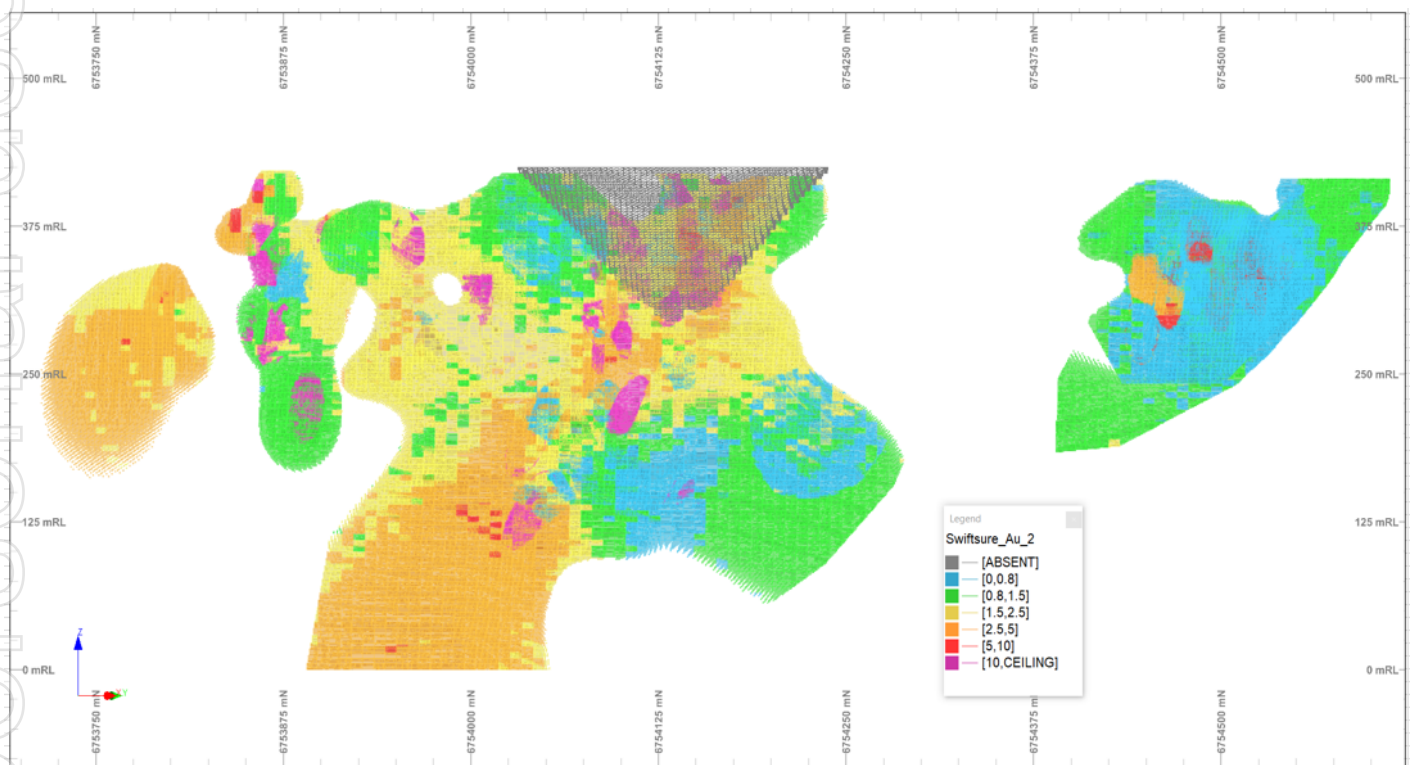 6753750 mN
6753875 mN
6754000 mN
6754125 mN
6754250 mN
6754375 mN
6754500 mN
500 mRL
500 mRL
375 mRL
375 mRL
250 mRL
250 mRL
125 mRL
125 mRL
0 mRL
0 mRL
Legend
Swiftsure_Au_2
[ABSENT]
[0,0.8]
[0.8,1.5]
[1.5,2.5]
[2.5,5]
[5,10]
[10,CEILING]
Z
X Y
6753750 mN
6753875 mN
6754000 mN
6754125 mN
6754250 mN
6754375 mN
6754500 mN